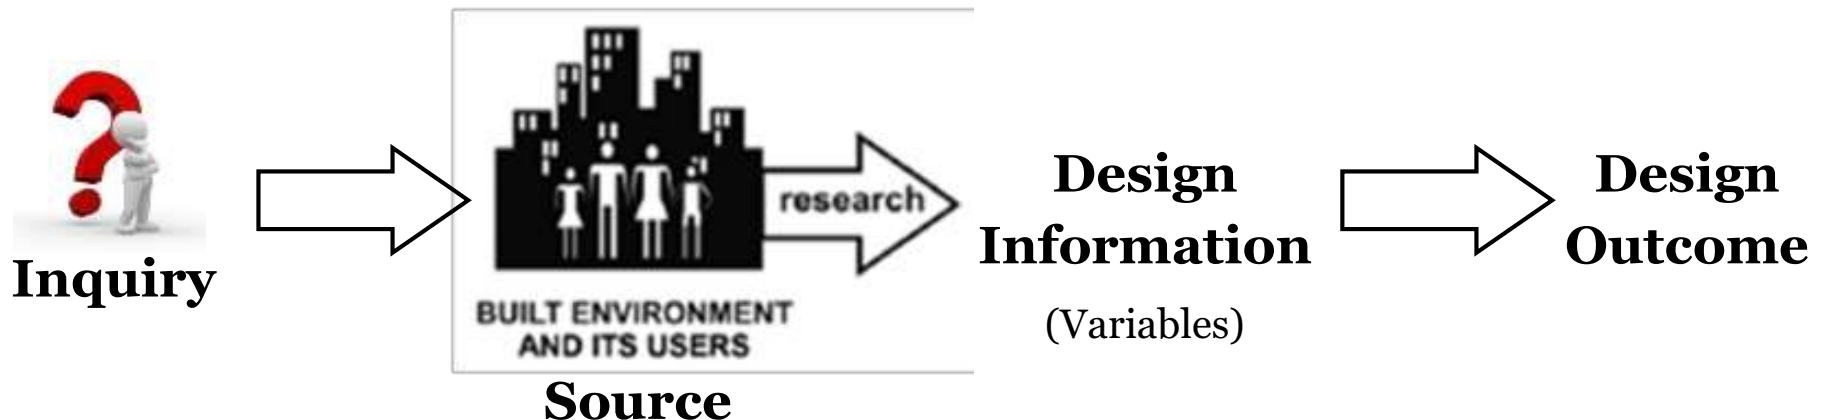 Inquiry
BUILT ENVIRONMENT
AND ITS USERS
Source
research
Design
Information
(Variables)
Design
Outcome